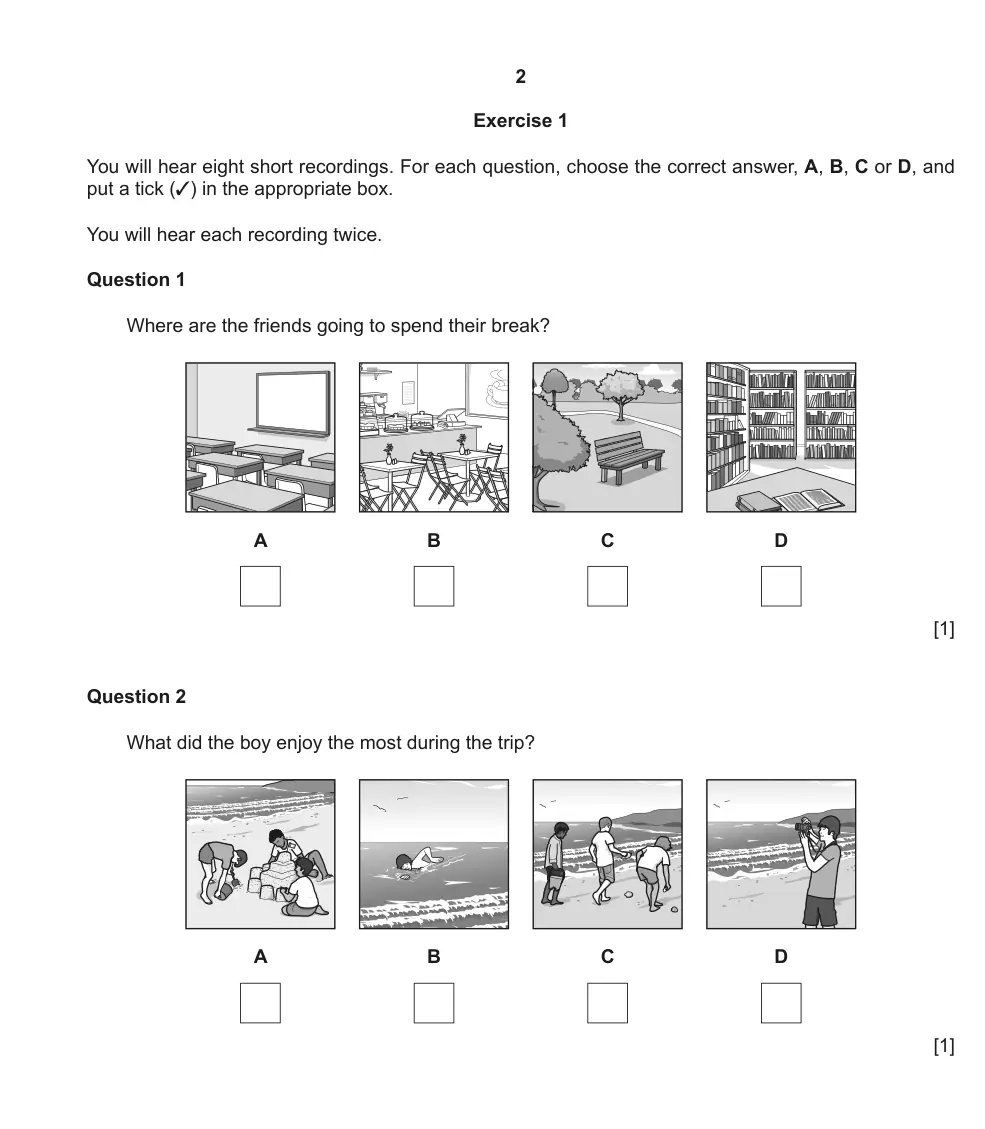 2
Exercise 1
You will hear eight short recordings. For each question, choose the correct answer, A, B, C or D, and
put a tick (✓) in the appropriate box.
You will hear each recording twice.
Question 1
Where are the friends going to spend their break?
A B C D
[1]
Question 2
What did the boy enjoy the most during the trip?
A B C D
[1]